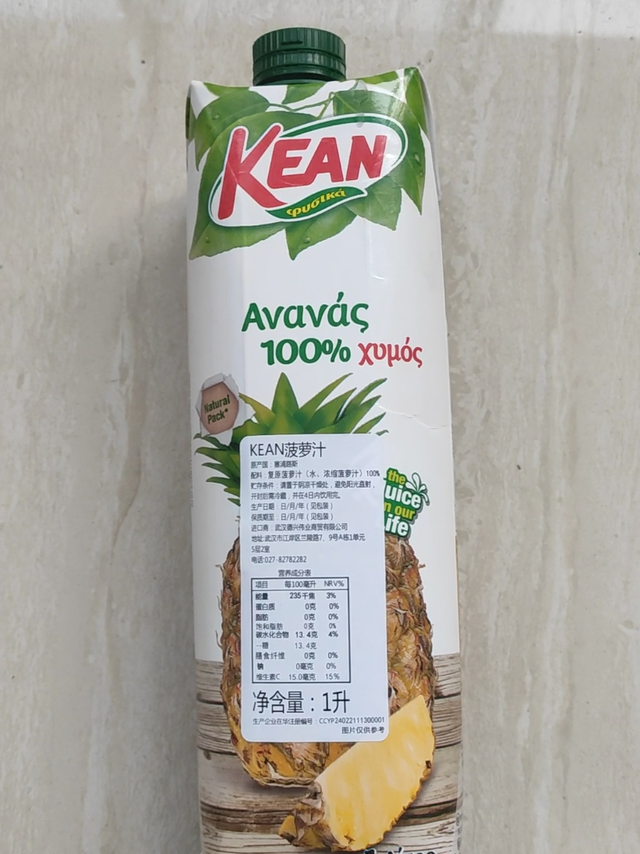 KEAN
φυσικά
Ανανάς
100% χυμός
Natural
Pack*
the
Juice
in our
life
KEAN菠萝汁
原产国：塞浦路斯
配料：复原菠萝汁（水、浓缩菠萝汁）100%
贮存条件：请置于阴凉干燥处，避免阳光直射，
开封后需冷藏，并在4日内饮用完。
生产日期：日/月/年（见包装）
保质期至：日/月/年（见包装）
进口商：武汉德兴伟业商贸有限公司
地址:武汉市江岸区兰陵路7、9号A栋1单元
5层2室
电话:027-82782282
营养成分表
项目 每100毫升 NRV%
能量 235千焦 3%
蛋白质 0克 0%
脂肪 0克 0%
饱和脂肪 0克 0%
碳水化合物 13.4克 4%
--糖 13.4克
膳食纤维 0克 0%
钠 0毫克 0%
维生素C 15.0毫克 15%
净含量：1升
生产企业在华注册编号：CCYP24022111300001
图片仅供参考